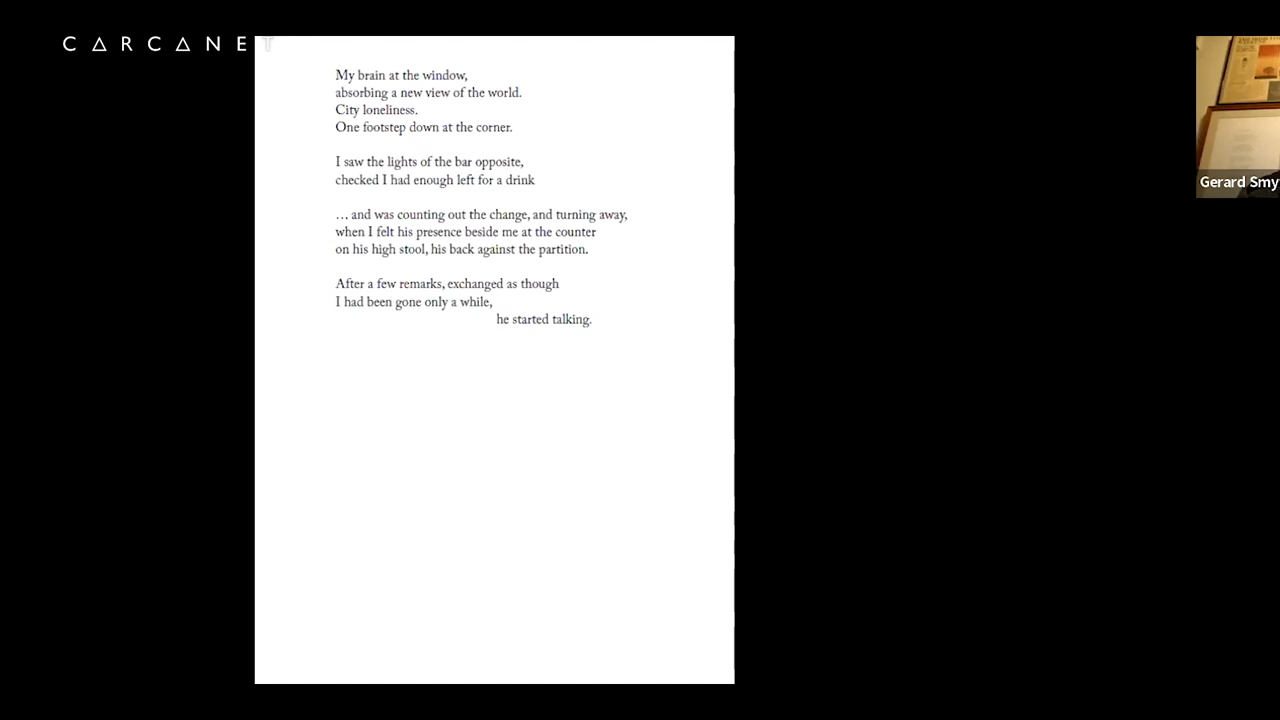 CARCANET
My brain at the window,
absorbing a new view of the world.
City loneliness.
One footstep down at the corner.
I saw the lights of the bar opposite,
checked I had enough left for a drink
… and was counting out the change, and turning away,
when I felt his presence beside me at the counter
on his high stool, his back against the partition.
After a few remarks, exchanged as though
I had been gone only a while,
he started talking.
Gerard Smy